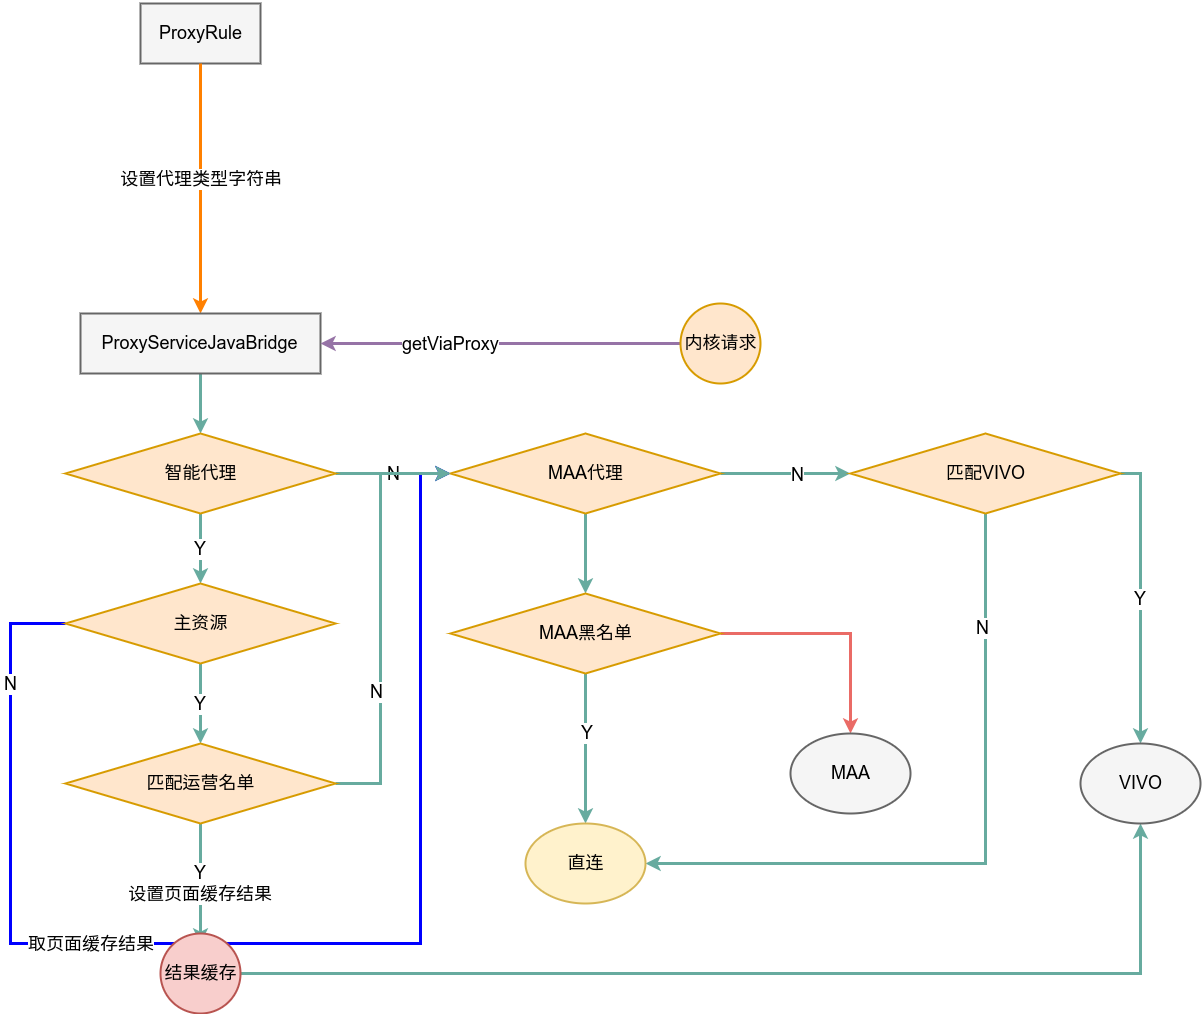 ProxyRule
设置代理类型字符串
ProxyServiceJavaBridge
getViaProxy
内核请求
智能代理
N
MAA代理
N
匹配VIVO
Y
主资源
MAA黑名单
Y
N
N
Y
N
Y
MAA
匹配运营名单
VIVO
直连
Y
设置页面缓存结果
取页面缓存结果
结果缓存